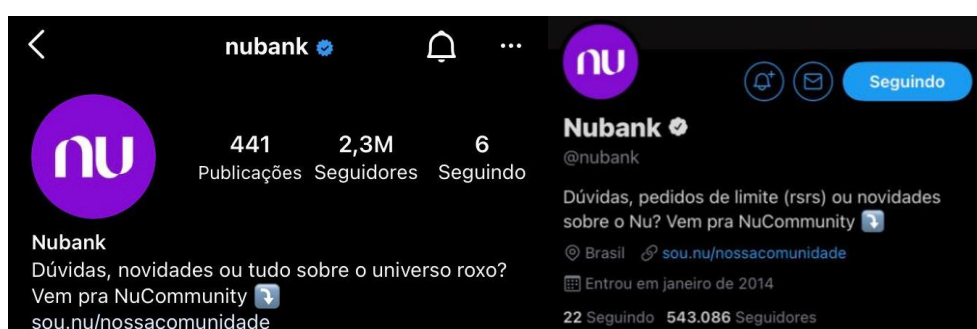 nubank
nu
441 2,3M 6
Publicações Seguidores Seguindo
Nubank
Dúvidas, novidades ou tudo sobre o universo roxo?
Vem pra NuCommunity
sou.nu/nossacomunidade
nu
Seguindo
Nubank
@nubank
Dúvidas, pedidos de limite (rsrs) ou novidades
sobre o Nu? Vem pra NuCommunity
Brasil sou.nu/nossacomunidade
Entrou em janeiro de 2014
22 Seguindo 543.086 Seguidores